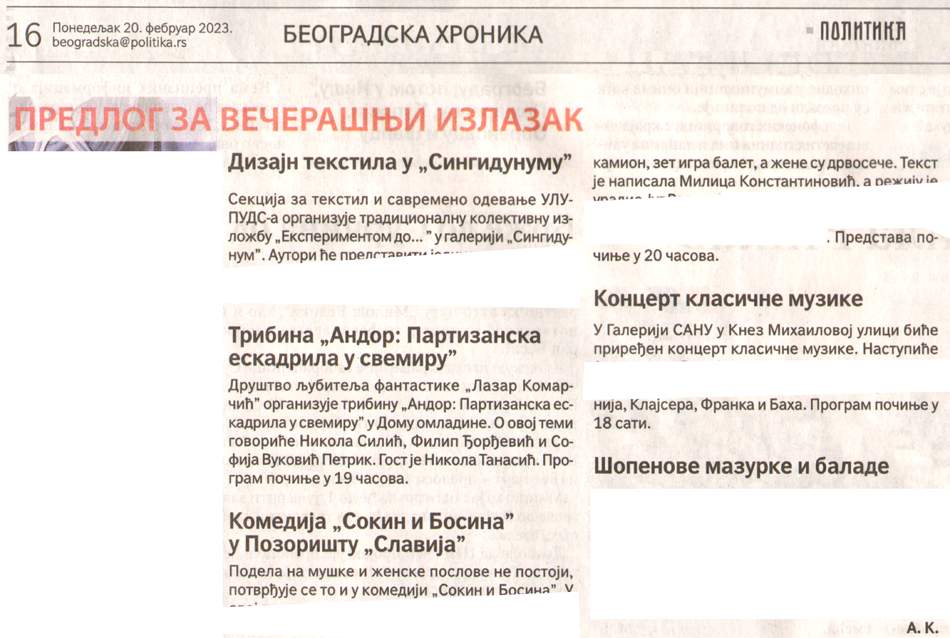 16
Понедељак 20. фебруар 2023.
beogradska@politika.rs
БЕОГРАДСКА ХРОНИКА
ПОЛИТИКА
ПРЕДЛОГ ЗА ВЕЧЕРАШЊИ ИЗЛАЗАК
Дизајн текстила у „Сингидунуму”
Секција за текстил и савремено одевање УЛУ-
ПУДС-а организује традиционалну колективну из-
ложбу „Експериментом до... ” у галерији „Сингиду-
нум”. Аутори ће представити
Трибина „Андор: Партизанска
ескадрила у свемиру”
Друштво љубитеља фантастике „Лазар Комар-
чић” организује трибину „Андор: Партизанска ес-
кадрила у свемиру” у Дому омладине. О овој теми
говориће Никола Силић, Филип Ђорђевић и Со-
фија Вуковић Петрик. Гост је Никола Танасић. Про-
грам почиње у 19 часова.
Комедија „Сокин и Босина”
у Позоришту „Славија”
Подела на мушке и женске послове не постоји,
потврђује се то и у комедији „Сокин и Босина”. У
камион, зет игра балет, а жене су дрвосече. Текст
је написала Милица Константиновић, а режију је
. Представа по-
чиње у 20 часова.
Концерт класичне музике
У Галерији САНУ у Кнез Михаиловој улици биће
приређен концерт класичне музике. Наступиће
нија, Клајсера, Франка и Баха. Програм почиње у
18 сати.
Шопенове мазурке и баладе
А. К.